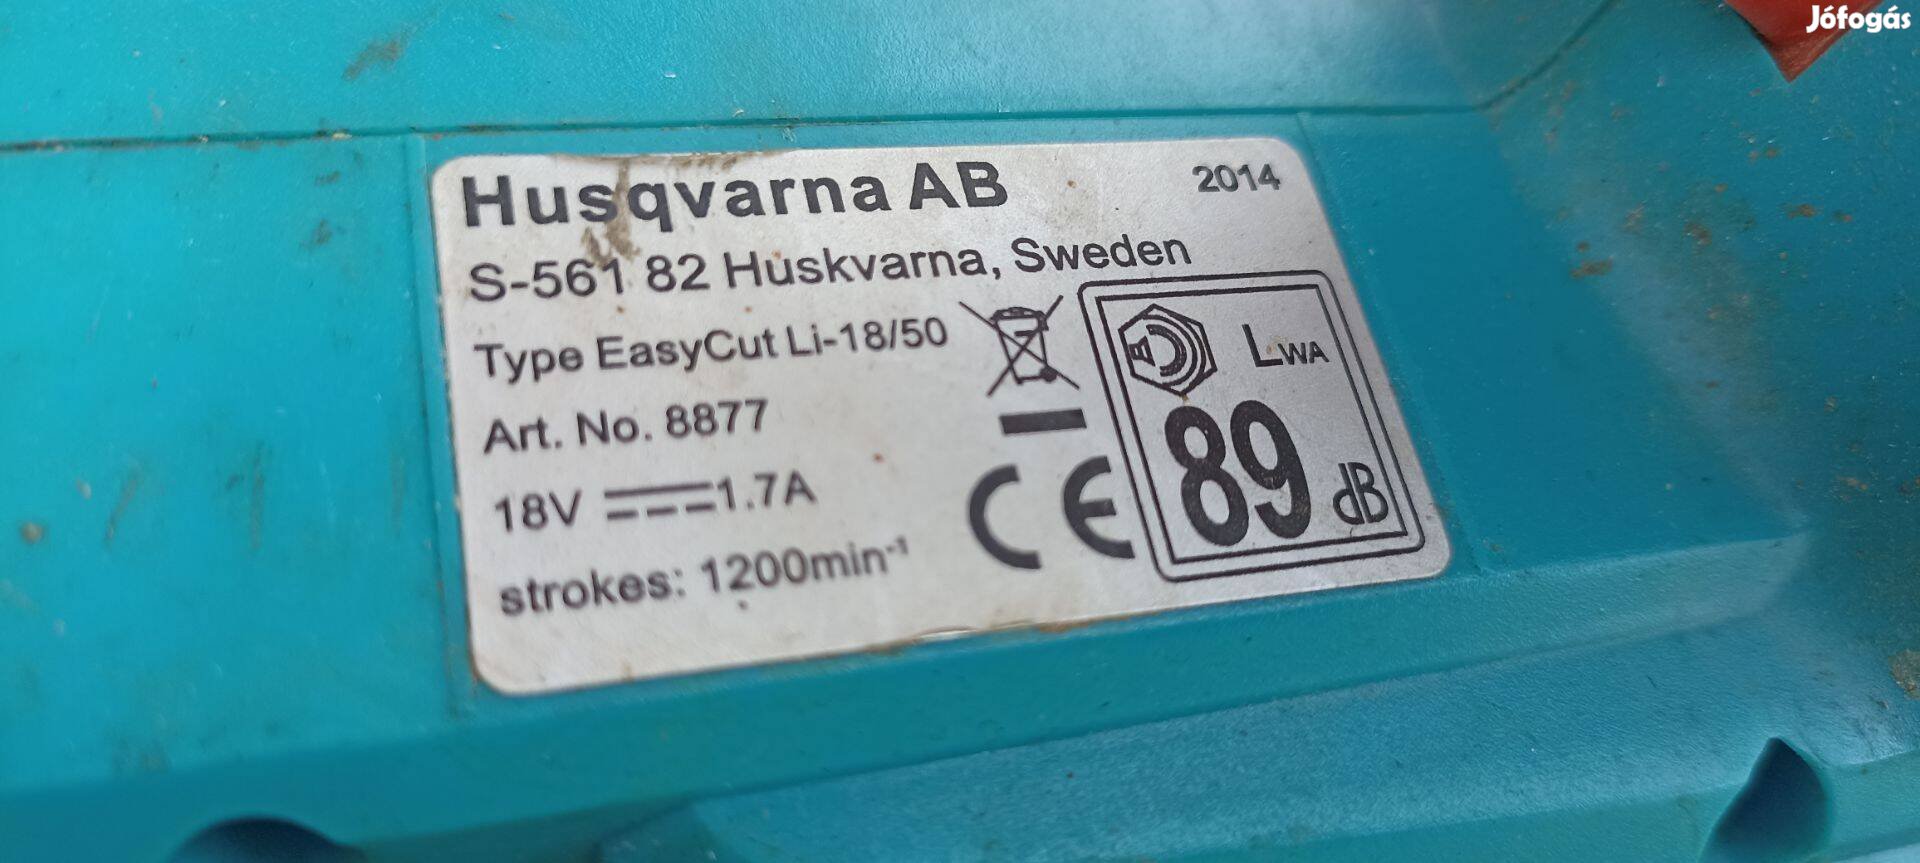 Jófogás
Husqvarna AB 2014
S-561 82 Huskvarna, Sweden
Type EasyCut Li-18/50
Art. No. 8877
18V 1.7A
strokes: 1200min⁻¹
CE
LWA
89 dB